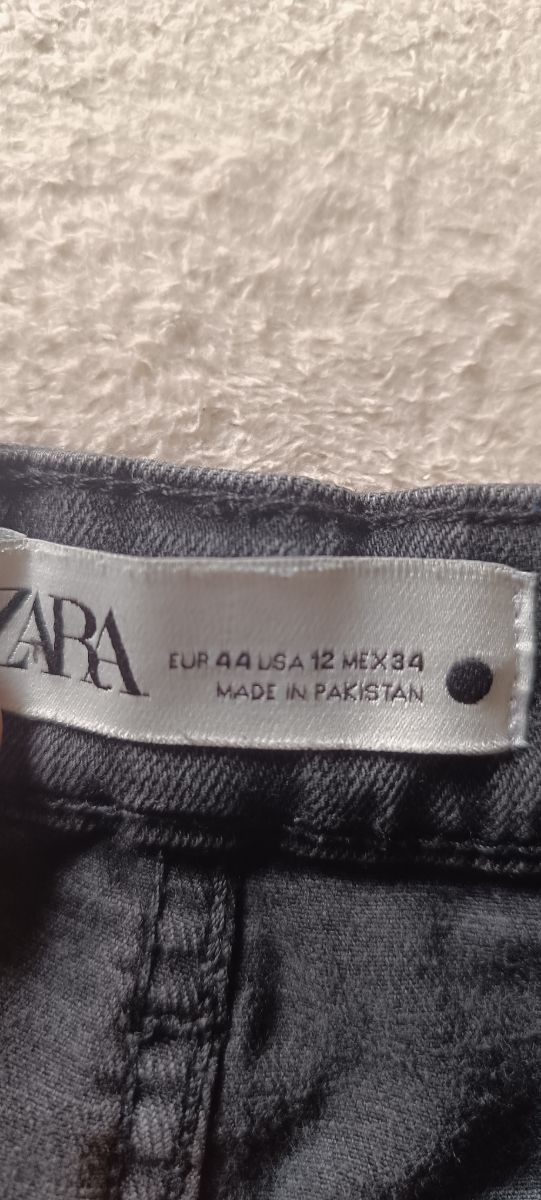 ZARA
EUR 44 USA 12 MEX 34
MADE IN PAKISTAN